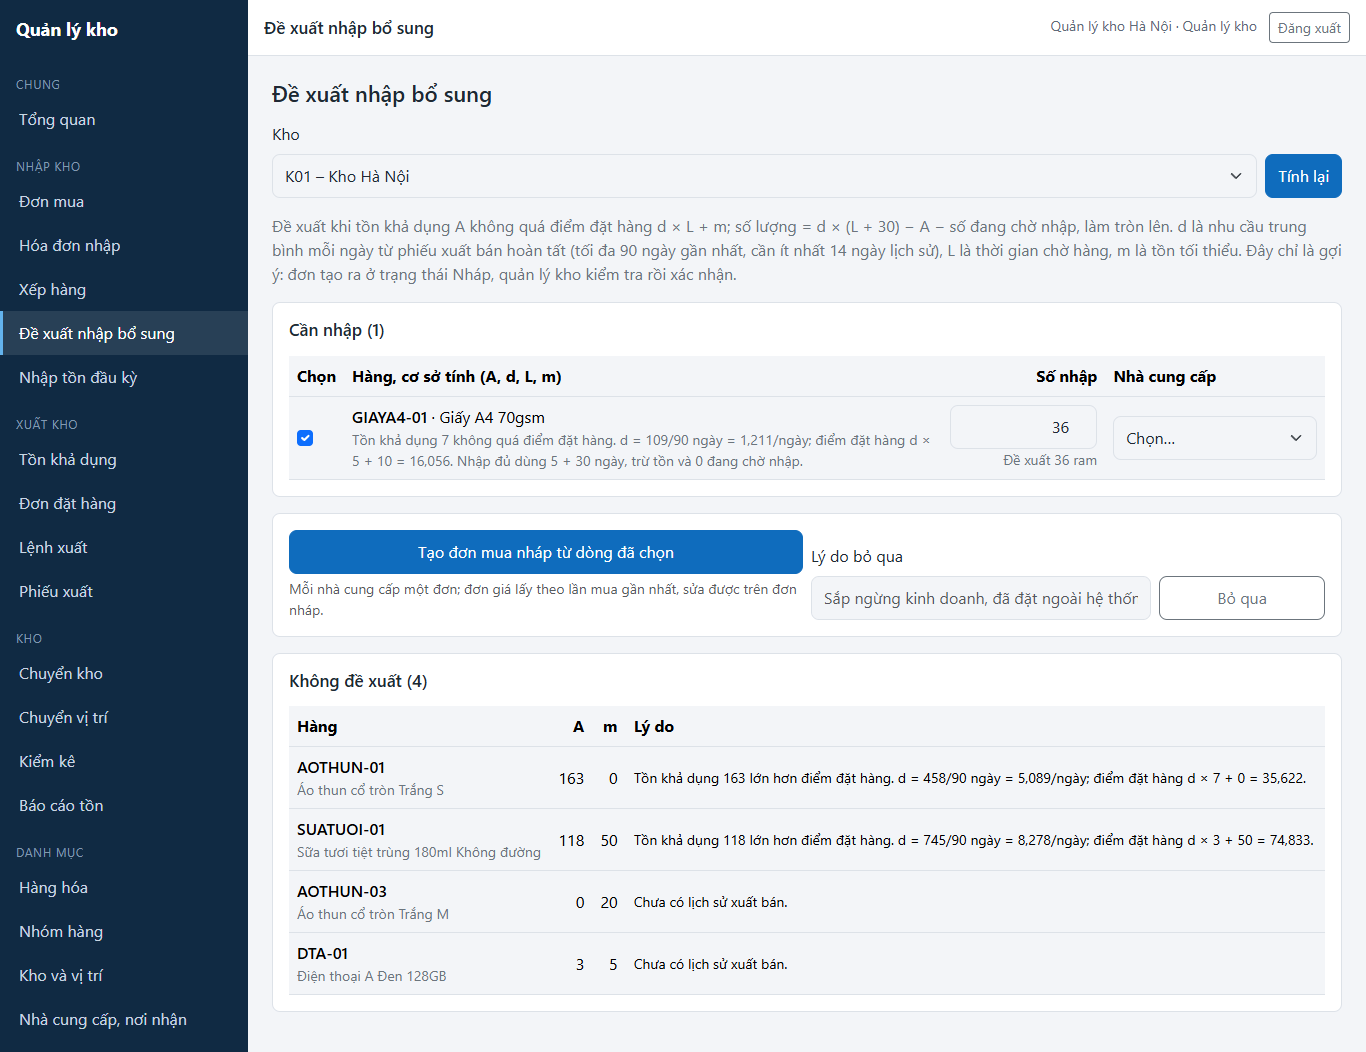 Quản lý kho
CHUNG
Tổng quan
NHẬP KHO
Đơn mua
Hóa đơn nhập
Xếp hàng
Đề xuất nhập bổ sung
Nhập tồn đầu kỳ
XUẤT KHO
Tồn khả dụng
Đơn đặt hàng
Lệnh xuất
Phiếu xuất
KHO
Chuyển kho
Chuyển vị trí
Kiểm kê
Báo cáo tồn
DANH MỤC
Hàng hóa
Nhóm hàng
Kho và vị trí
Nhà cung cấp, nơi nhận
Đề xuất nhập bổ sung
Quản lý kho Hà Nội · Quản lý kho
Đăng xuất
Đề xuất nhập bổ sung
Kho
K01 – Kho Hà Nội
Tính lại
Đề xuất khi tồn khả dụng A không quá điểm đặt hàng d × L + m; số lượng = d × (L + 30) − A − số đang chờ nhập, làm tròn lên. d là nhu cầu trung
bình mỗi ngày từ phiếu xuất bán hoàn tất (tối đa 90 ngày gần nhất, cần ít nhất 14 ngày lịch sử), L là thời gian chờ hàng, m là tồn tối thiểu. Đây chỉ là gợi
ý: đơn tạo ra ở trạng thái Nháp, quản lý kho kiểm tra rồi xác nhận.
Cần nhập (1)
Chọn Hàng, cơ sở tính (A, d, L, m) Số nhập Nhà cung cấp
GIAYA4-01 · Giấy A4 70gsm
Tồn khả dụng 7 không quá điểm đặt hàng. d = 109/90 ngày = 1,211/ngày; điểm đặt hàng d ×
5 + 10 = 16,056. Nhập đủ dùng 5 + 30 ngày, trừ tồn và 0 đang chờ nhập.
36
Đề xuất 36 ram
Chọn...
Tạo đơn mua nháp từ dòng đã chọn
Mỗi nhà cung cấp một đơn; đơn giá lấy theo lần mua gần nhất, sửa được trên đơn
nháp.
Lý do bỏ qua
Sắp ngừng kinh doanh, đã đặt ngoài hệ thốn
Bỏ qua
Không đề xuất (4)
Hàng A m Lý do
AOTHUN-01
Áo thun cổ tròn Trắng S
163 0 Tồn khả dụng 163 lớn hơn điểm đặt hàng. d = 458/90 ngày = 5,089/ngày; điểm đặt hàng d × 7 + 0 = 35,622.
SUATUOI-01
Sữa tươi tiệt trùng 180ml Không đường
118 50 Tồn khả dụng 118 lớn hơn điểm đặt hàng. d = 745/90 ngày = 8,278/ngày; điểm đặt hàng d × 3 + 50 = 74,833.
AOTHUN-03
Áo thun cổ tròn Trắng M
0 20 Chưa có lịch sử xuất bán.
DTA-01
Điện thoại A Đen 128GB
3 5 Chưa có lịch sử xuất bán.